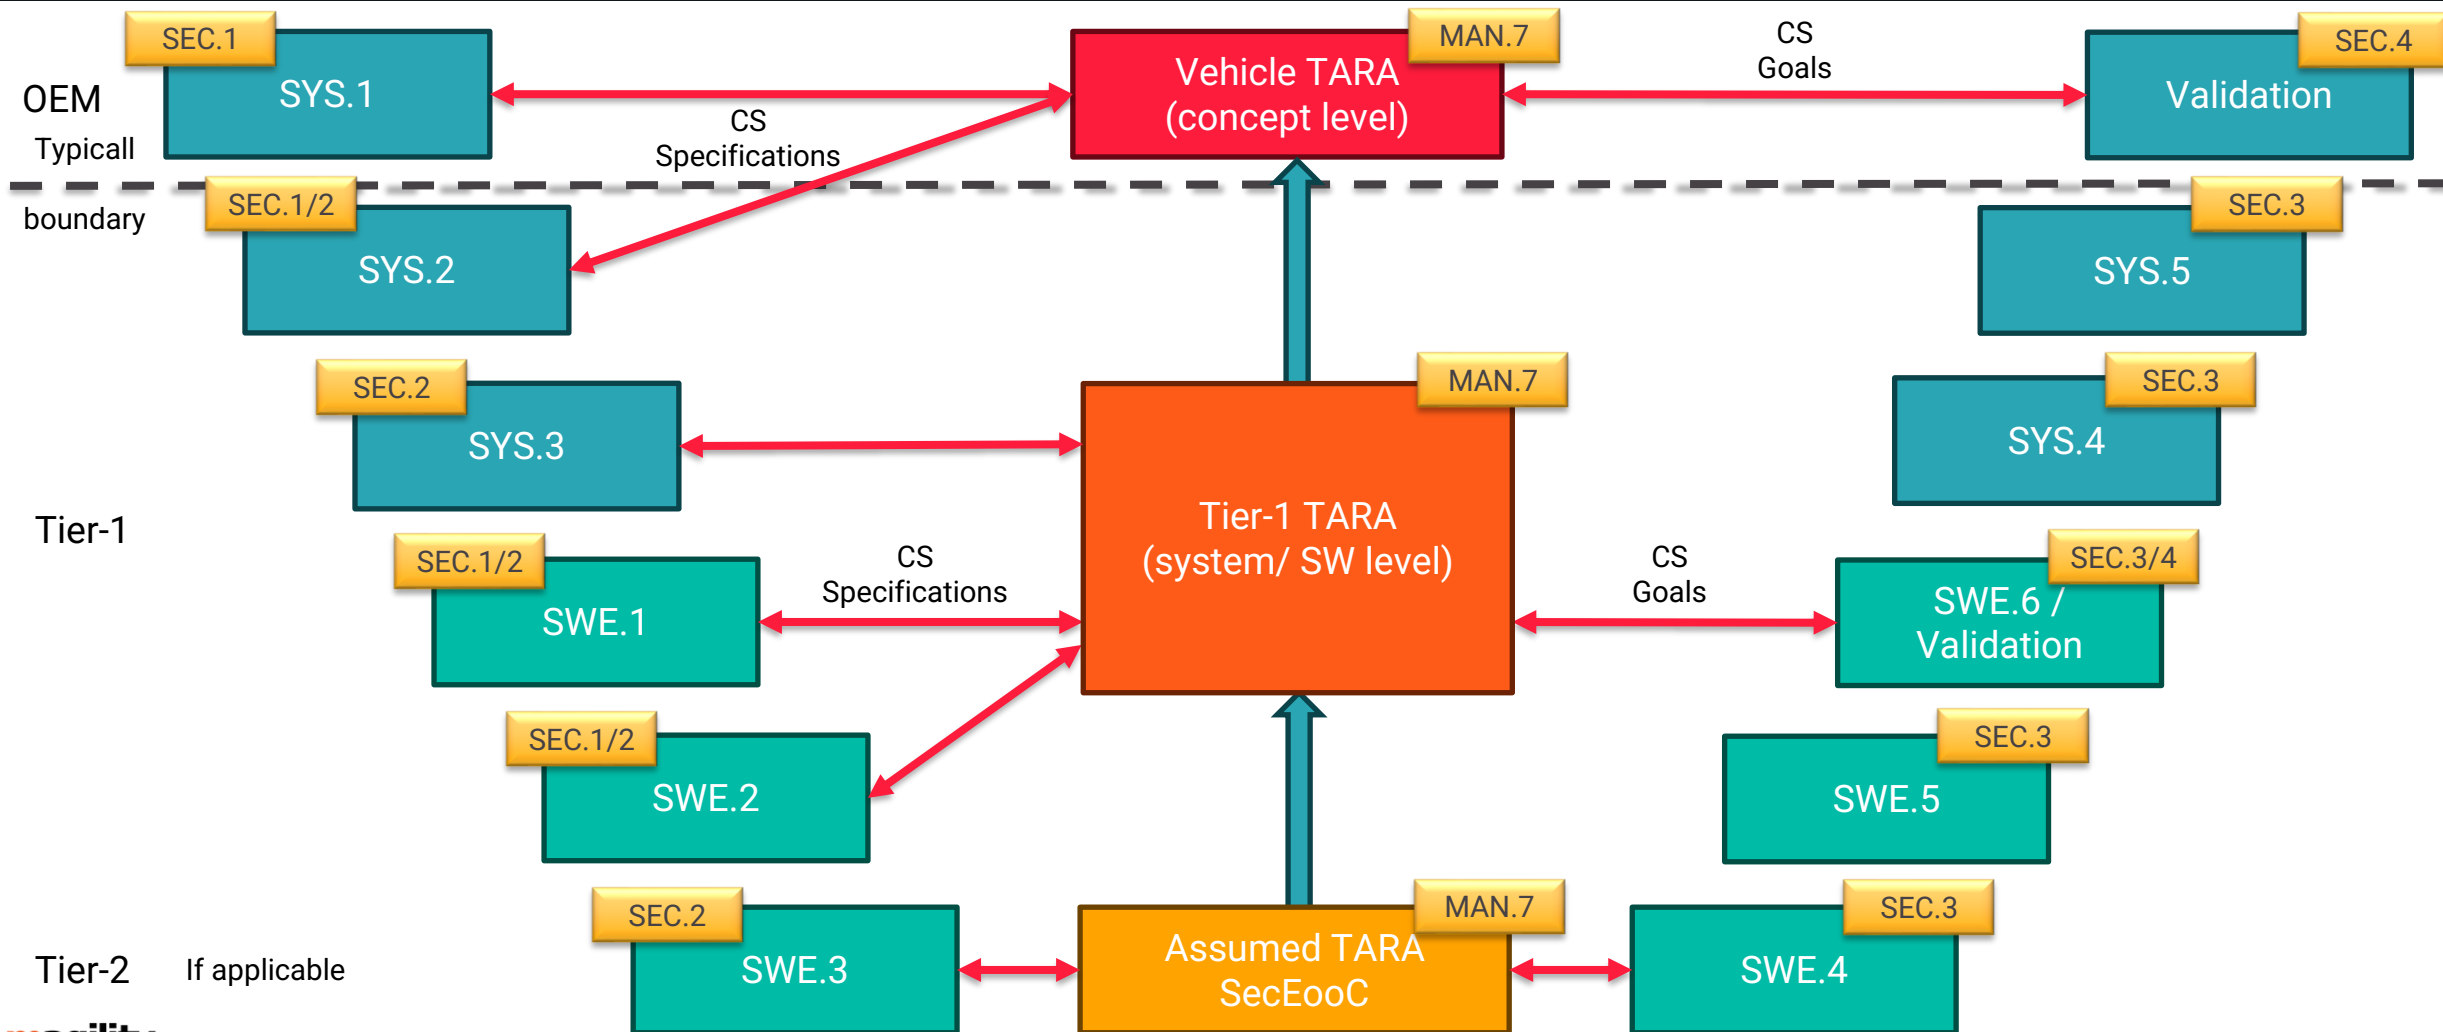 SEC.1
SYS.1
OEM
Typicall
MAN.7
Vehicle TARA
(concept level)
CS
Goals
SEC.4
Validation
CS
Specifications
boundary
SEC.1/2
SYS.2
SEC.3
SYS.5
SEC.2
SYS.3
MAN.7
Tier-1 TARA
(system/ SW level)
SEC.3
SYS.4
Tier-1
SEC.1/2
SWE.1
CS
Specifications
CS
Goals
SEC.3/4
SWE.6 /
Validation
SEC.1/2
SWE.2
SEC.3
SWE.5
Tier-2
If applicable
SEC.2
SWE.3
MAN.7
Assumed TARA
SecEooC
SEC.3
SWE.4